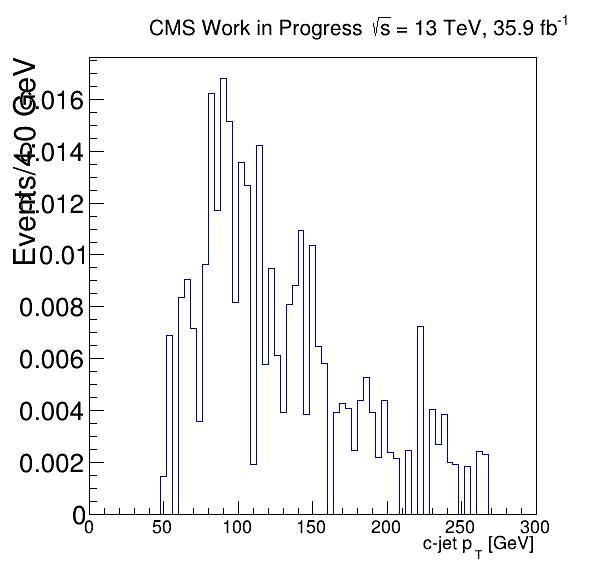 CMS Work in Progress √s = 13 TeV, 35.9 fb-1
Events/4.0 GeV
0.016
0.014
0.012
0.01
0.008
0.006
0.004
0.002
0
0 50 100 150 200 250 300
c-jet pT [GeV]